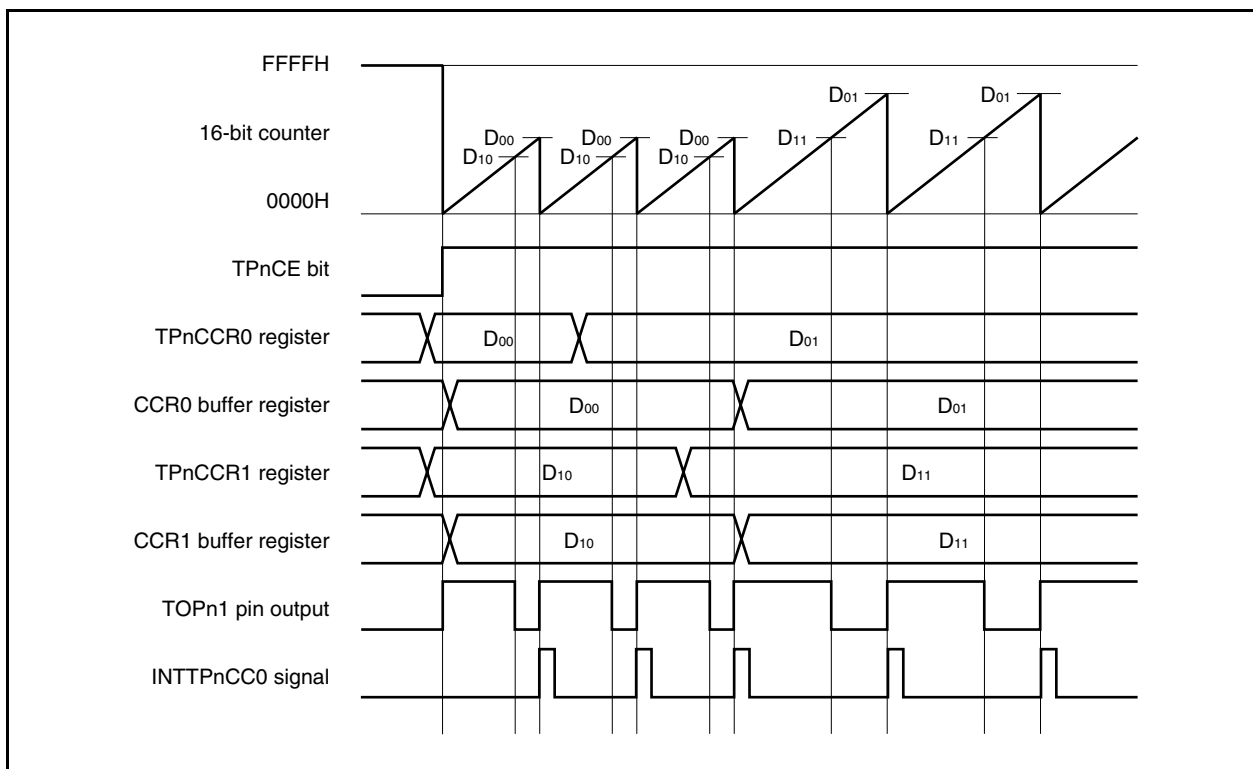 FFFFH
16-bit counter
0000H
D00 D00 D00 D01 D01
D10 D10 D10 D11 D11
TPnCE bit
TPnCCR0 register
D00 D01
CCR0 buffer register
D00 D01
TPnCCR1 register
D10 D11
CCR1 buffer register
D10 D11
TOPn1 pin output
INTTPnCC0 signal